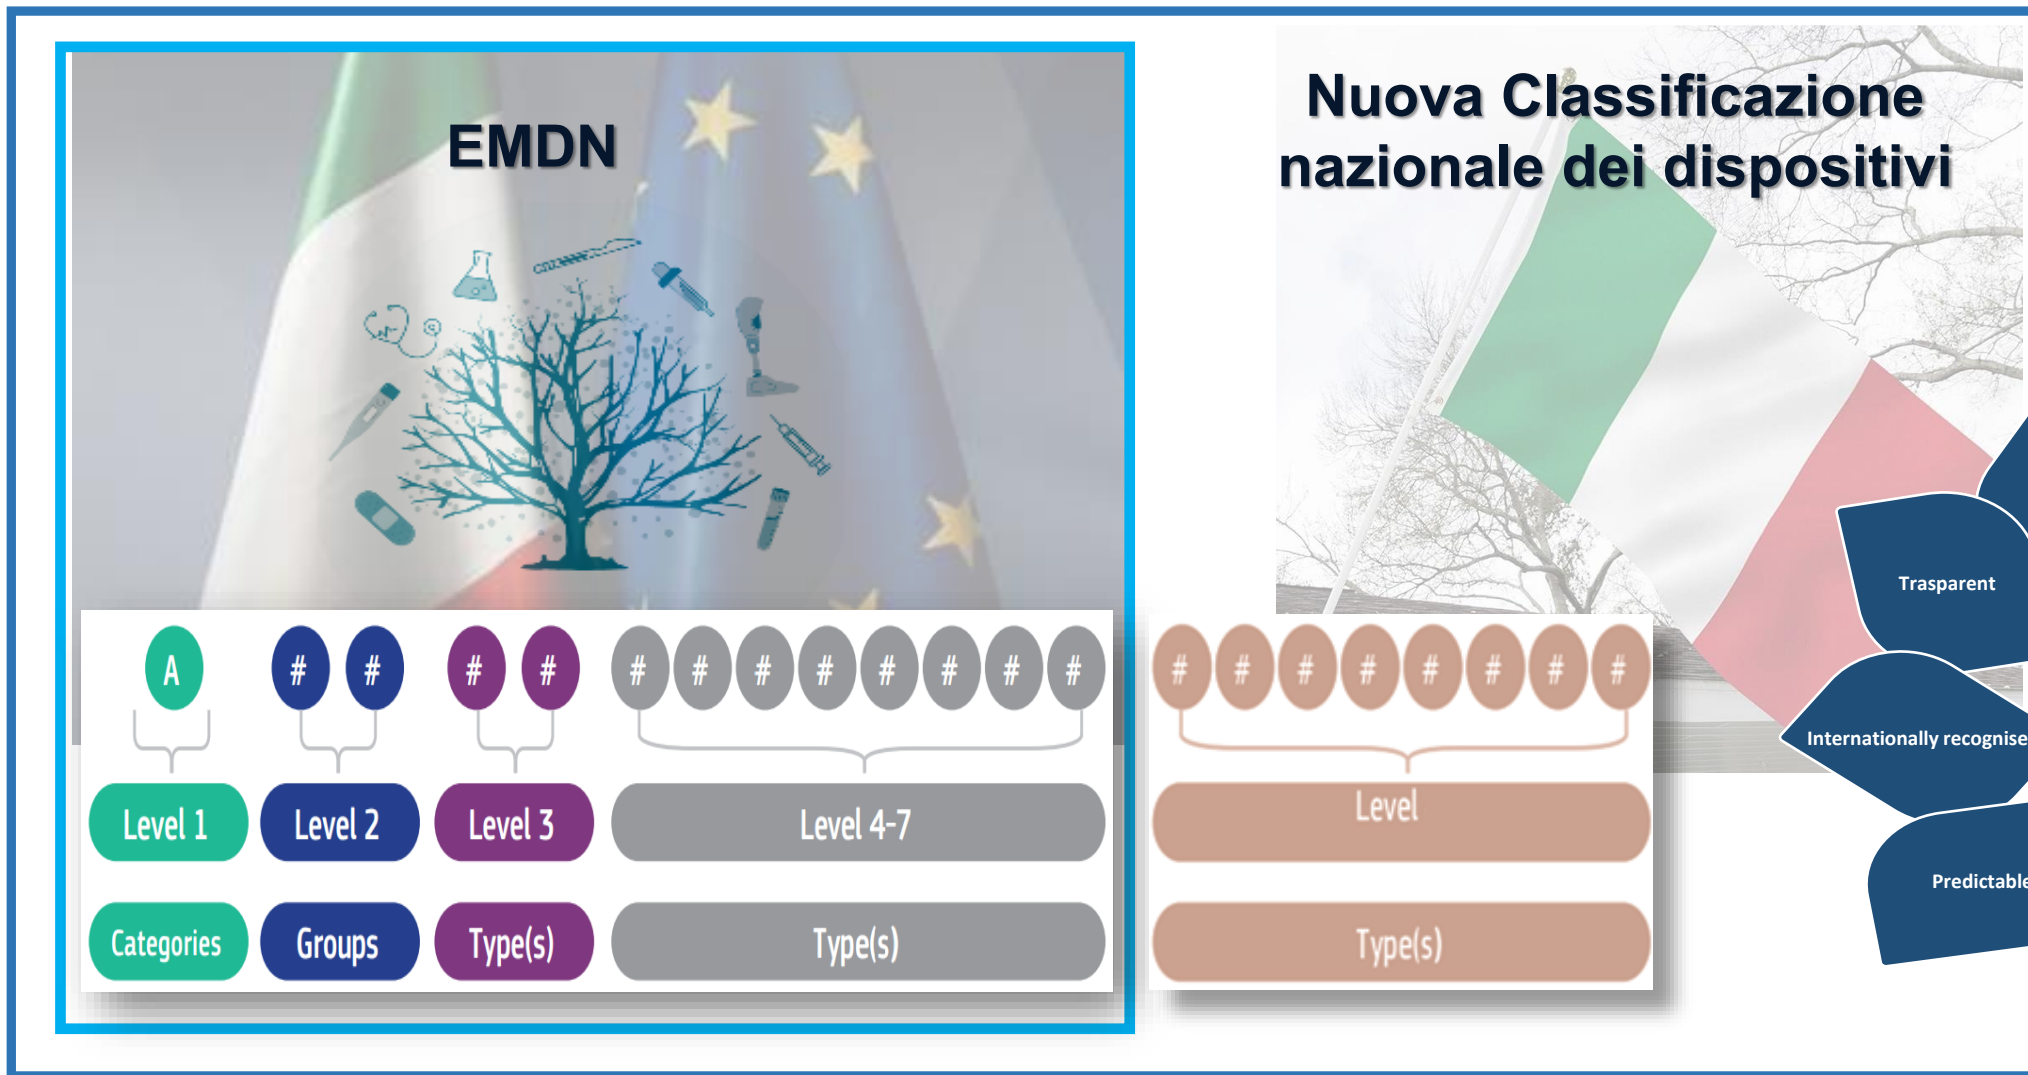 EMDN
A # # # # # # # # # # # #
Level 1 Level 2 Level 3 Level 4-7
Categories Groups Type(s) Type(s)
Nuova Classificazione
nazionale dei dispositivi
# # # # # # # #
Level
Type(s)
Trasparent
Internationally recognise
Predictable